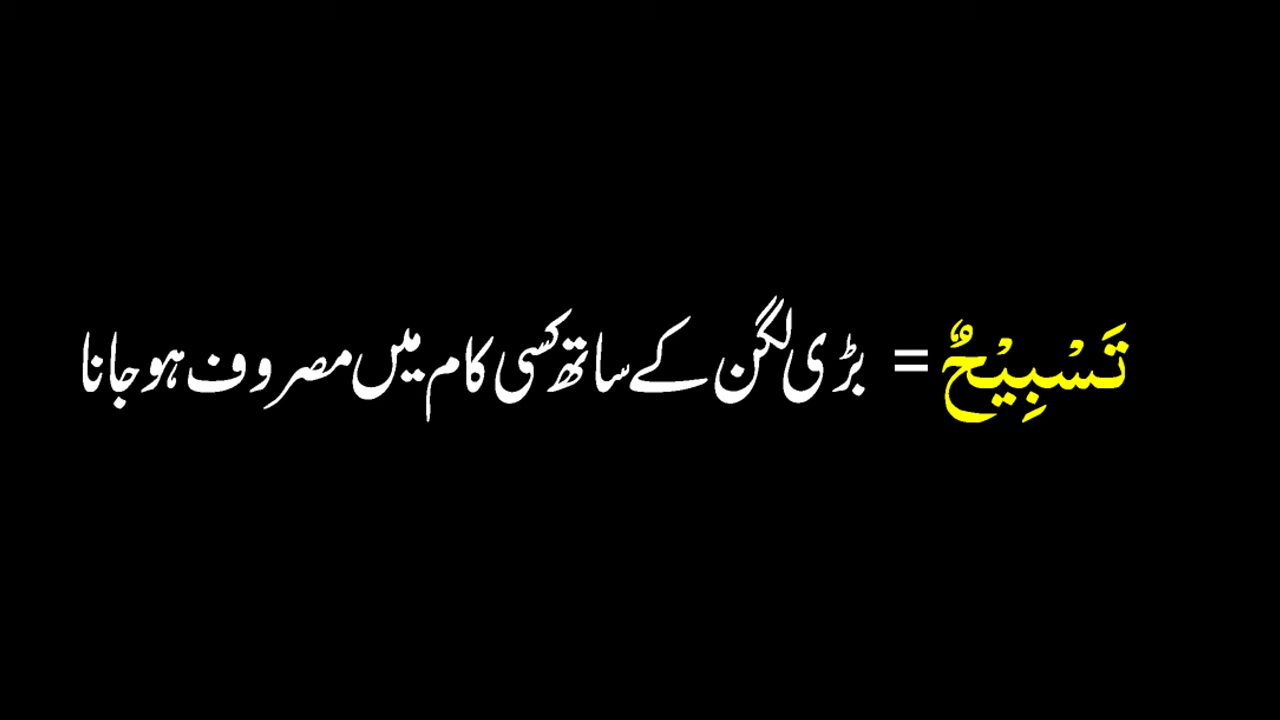 تَسْبِيْحٌ = بڑی لگن کے ساتھ کسی کام میں مصروف ہو جانا